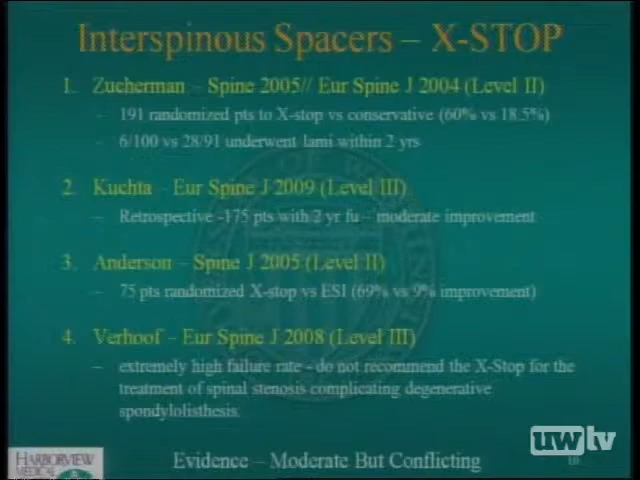 Interspinous Spacers – X-STOP
1. Zucherman – Spine 2005// Eur Spine J 2004 (Level II)
- 191 randomized pts to X-stop vs conservative (60% vs 18.5%)
- 6/100 vs 28/91 underwent lami within 2 yrs
2. Kuchta – Eur Spine J 2009 (Level III)
– Retrospective -175 pts with 2 yr fu – moderate improvement
3. Anderson – Spine J 2005 (Level II)
– 75 pts randomized X-stop vs ESI (69% vs 9% improvement)
4. Verhoof – Eur Spine J 2008 (Level III)
– extremely high failure rate - do not recommend the X-Stop for the
treatment of spinal stenosis complicating degenerative
spondylolisthesis.
uwtv
HARBORVIEW
MEDICAL
Evidence – Moderate But Conflicting